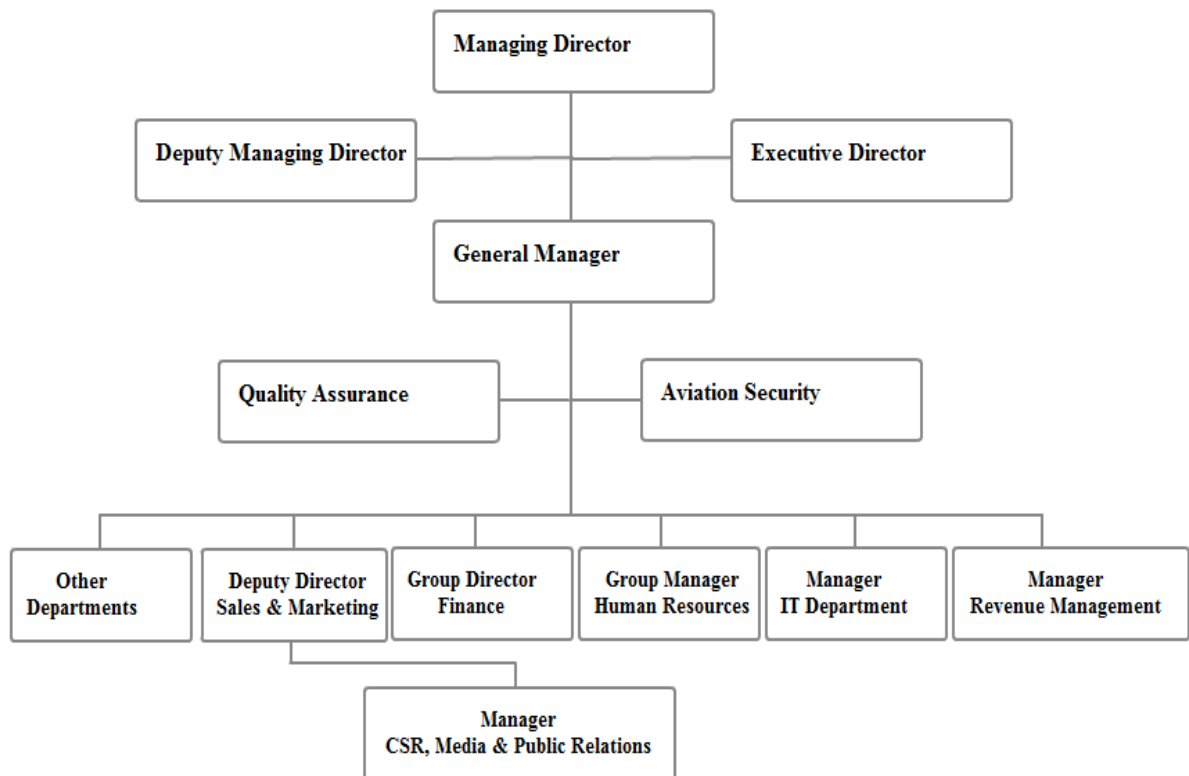 Managing Director
Deputy Managing Director
Executive Director
General Manager
Quality Assurance
Aviation Security
Other
Departments
Deputy Director
Sales & Marketing
Group Director
Finance
Group Manager
Human Resources
Manager
IT Department
Manager
Revenue Management
Manager
CSR, Media & Public Relations